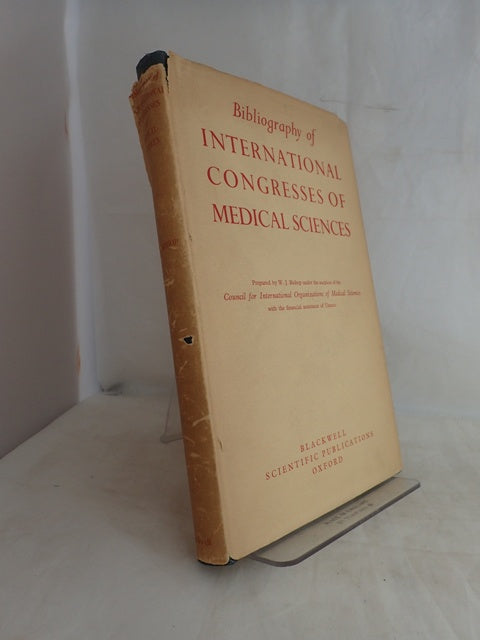 Bibliography of
INTERNATIONAL
CONGRESSES OF
MEDICAL SCIENCES
Prepared by W. J. Bishop under the auspices of the
Council for International Organizations of Medical Sciences
with the financial assistance of Unesco
BLACKWELL
SCIENTIFIC PUBLICATIONS
OXFORD